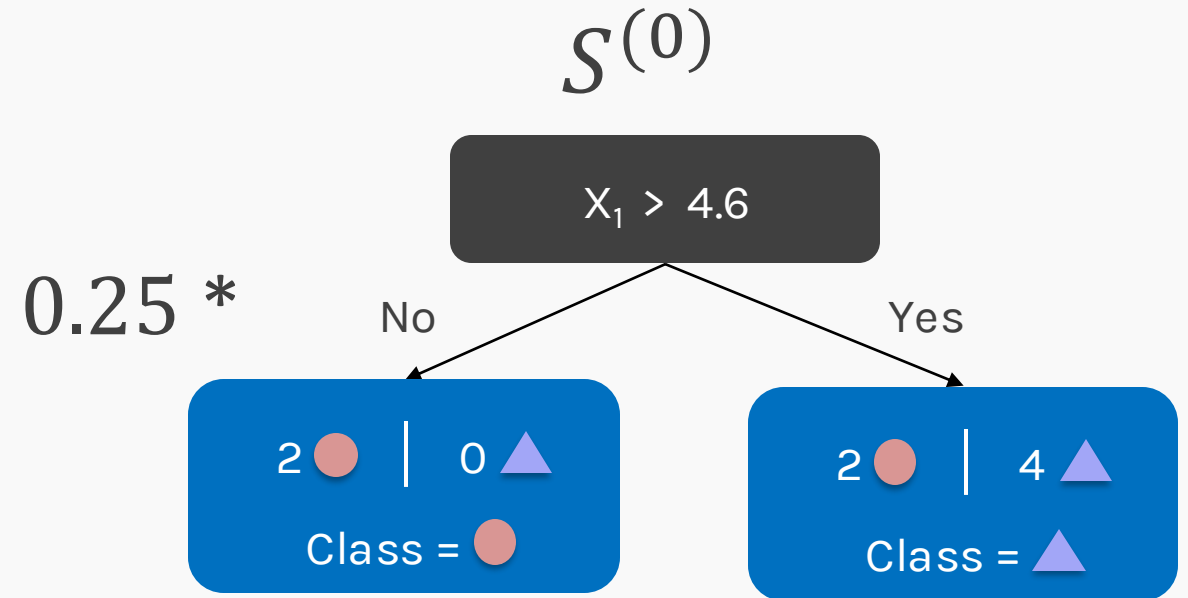 S⁽⁰⁾
X₁ > 4.6
0.25 *
No
Yes
2 | 0
Class =
2 | 4
Class =